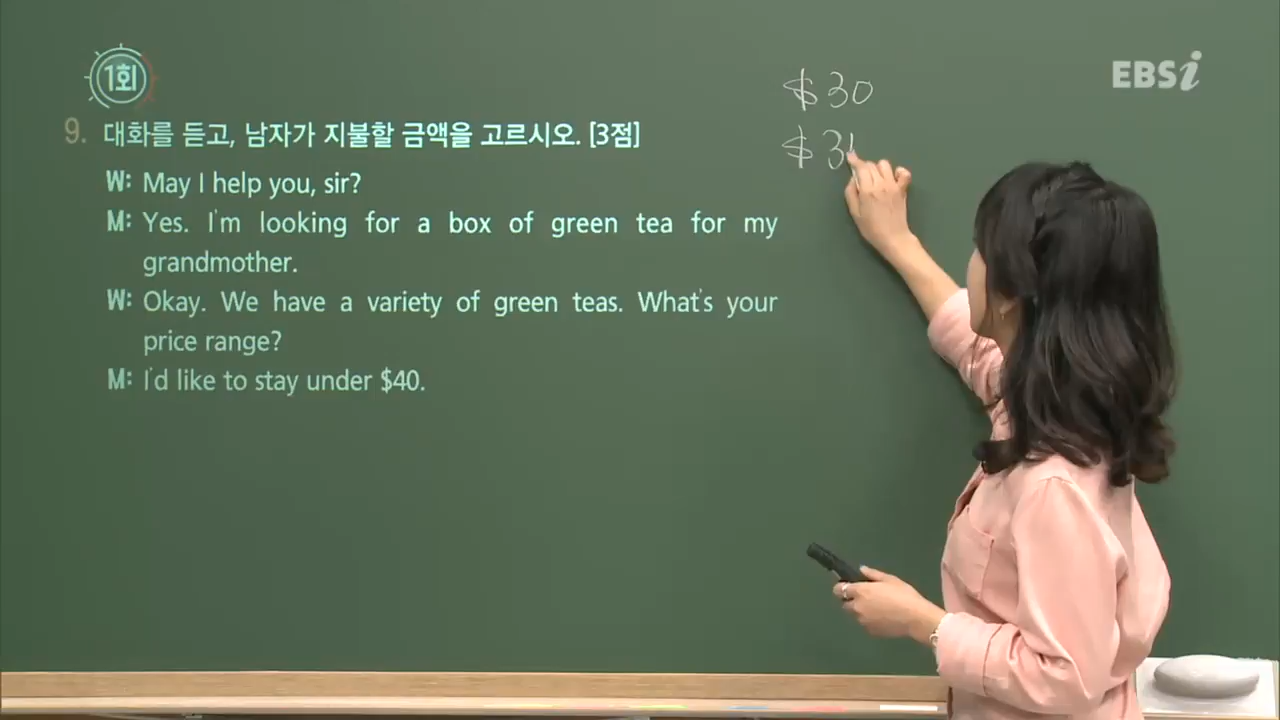 1회
EBSi
9. 대화를 듣고, 남자가 지불할 금액을 고르시오. [3점]
W: May I help you, sir?
M: Yes. I'm looking for a box of green tea for my
grandmother.
W: Okay. We have a variety of green teas. What's your
price range?
M: I'd like to stay under $40.
$30
$3